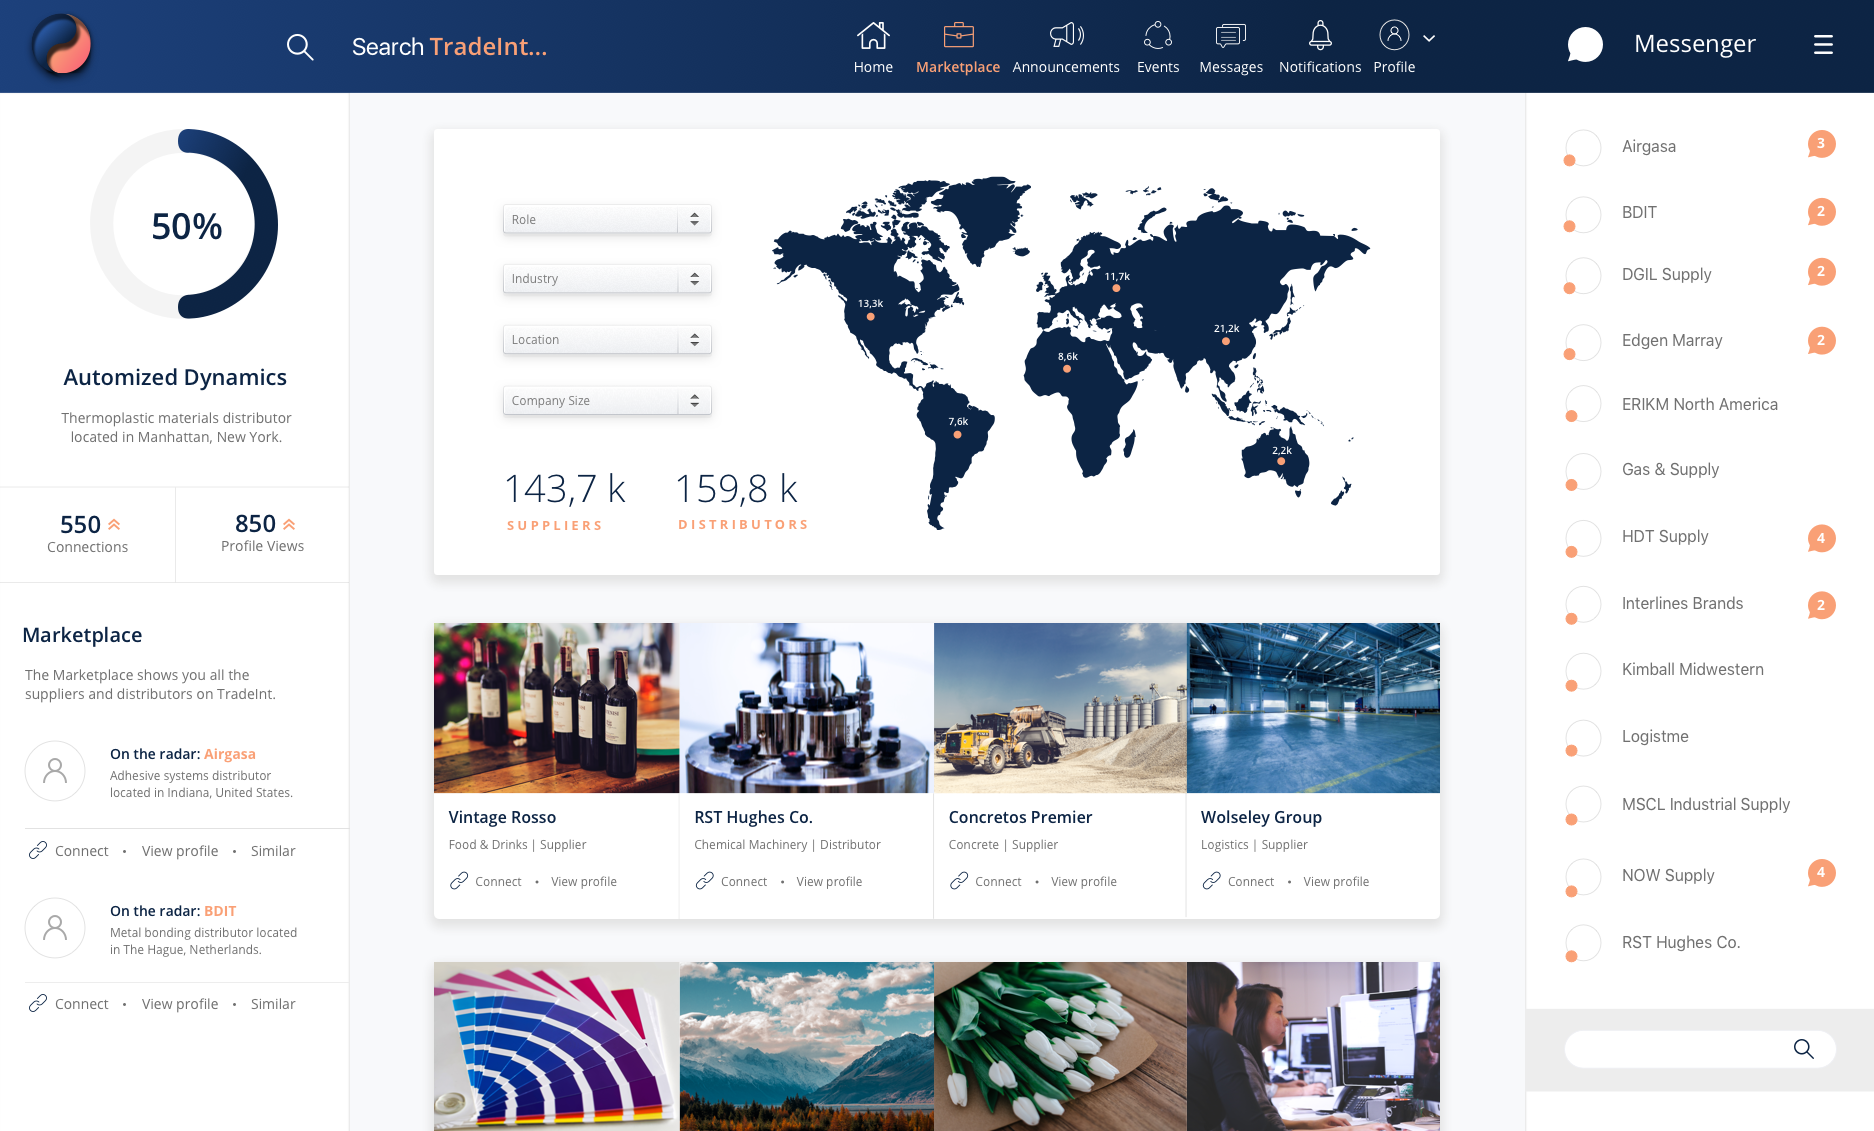 Search TradeInt...
Home
Marketplace
Announcements
Events
Messages
Notifications
Profile
Messenger
50%
Automized Dynamics
Thermoplastic materials distributor
located in Manhattan, New York.
550
Connections
850
Profile Views
Marketplace
The Marketplace shows you all the
suppliers and distributors on TradeInt.
On the radar: Airgasa
Adhesive systems distributor
located in Indiana, United States.
Connect • View profile • Similar
On the radar: BDIT
Metal bonding distributor located
in The Hague, Netherlands.
Connect • View profile • Similar
Role
Industry
Location
Company Size
143,7 k
SUPPLIERS
159,8 k
DISTRIBUTORS
13,3k
11,7k
21,2k
8,6k
7,6k
2,2k
Vintage Rosso
Food & Drinks | Supplier
Connect • View profile
RST Hughes Co.
Chemical Machinery | Distributor
Connect • View profile
Concretos Premier
Concrete | Supplier
Connect • View profile
Wolseley Group
Logistics | Supplier
Connect • View profile
Airgasa 3
BDIT 2
DGIL Supply 2
Edgen Marray 2
ERIKM North America
Gas & Supply
HDT Supply 4
Interlines Brands 2
Kimball Midwestern
Logistme
MSCL Industrial Supply
NOW Supply 4
RST Hughes Co.